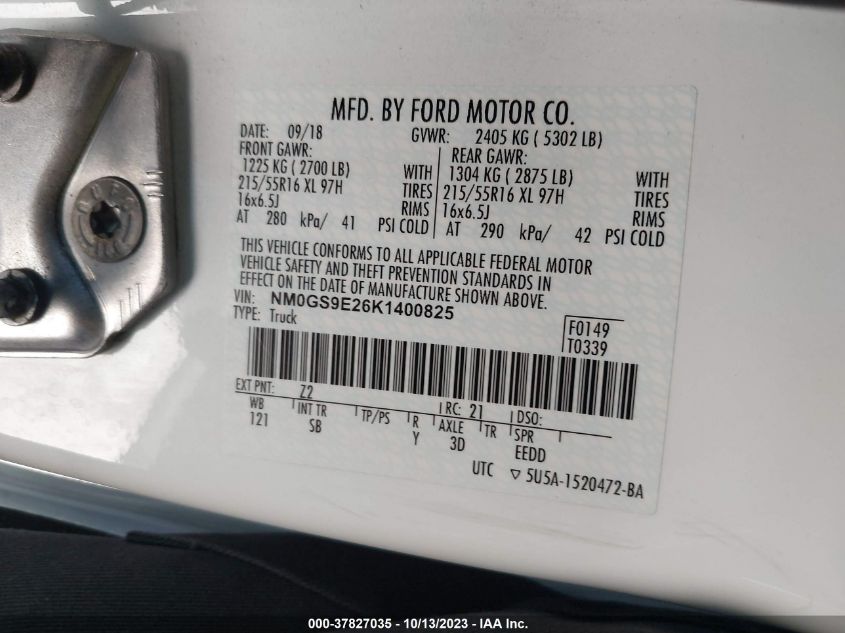 MFD. BY FORD MOTOR CO.
DATE: 09/18 GVWR: 2405 KG ( 5302 LB)
FRONT GAWR: REAR GAWR:
1225 KG ( 2700 LB) WITH 1304 KG ( 2875 LB) WITH
215/55R16 XL 97H TIRES 215/55R16 XL 97H TIRES
16x6.5J RIMS 16x6.5J RIMS
AT 280 kPa/ 41 PSI COLD AT 290 kPa/ 42 PSI COLD
THIS VEHICLE CONFORMS TO ALL APPLICABLE FEDERAL MOTOR
VEHICLE SAFETY AND THEFT PREVENTION STANDARDS IN
EFFECT ON THE DATE OF MANUFACTURE SHOWN ABOVE.
VIN: NM0GS9E26K1400825
TYPE: Truck
F0149
T0339
EXT PNT: Z2 RC: 21 DSO:
WB INT TR TP/PS R AXLE TR SPR
121 SB Y 3D EEDD
UTC ▽ 5U5A-1520472-BA
000-37827035 - 10/13/2023 - IAA Inc.